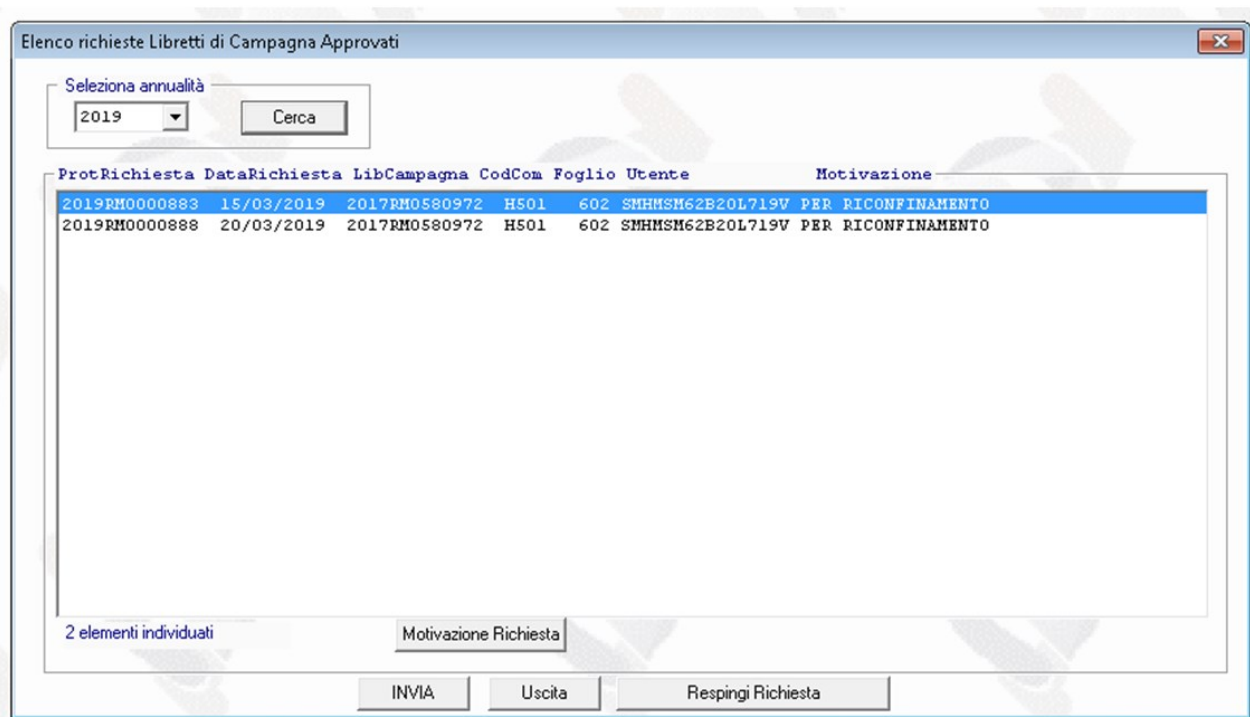 Elenco richieste Libretti di Campagna Approvati
Seleziona annualità
2019 Cerca
ProtRichiesta DataRichiesta LibCampagna CodCom Foglio Utente Motivazione
2019RM0000883 15/03/2019 2017RM0580972 H501 602 SMHMSM62B20L719V PER RICONFINAMENTO
2019RM0000888 20/03/2019 2017RM0580972 H501 602 SMHMSM62B20L719V PER RICONFINAMENTO
2 elementi individuati Motivazione Richiesta
INVIA Uscita Respingi Richiesta